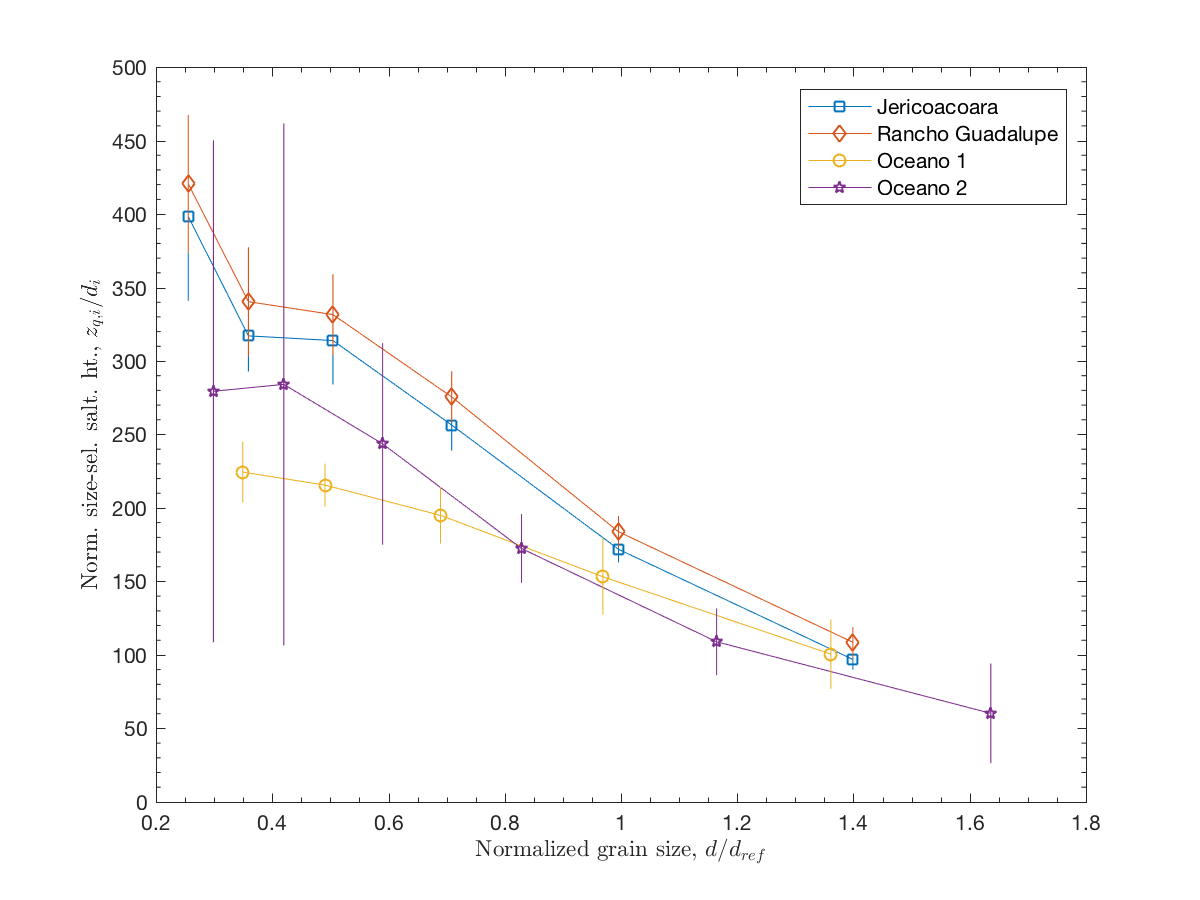 500
450
400
350
300
250
200
150
100
50
0
Norm. size-sel. salt. ht., z_{q,i}/d_i
Jericoacoara
Rancho Guadalupe
Oceano 1
Oceano 2
0.2 0.4 0.6 0.8 1 1.2 1.4 1.6 1.8
Normalized grain size, d/d_{ref}